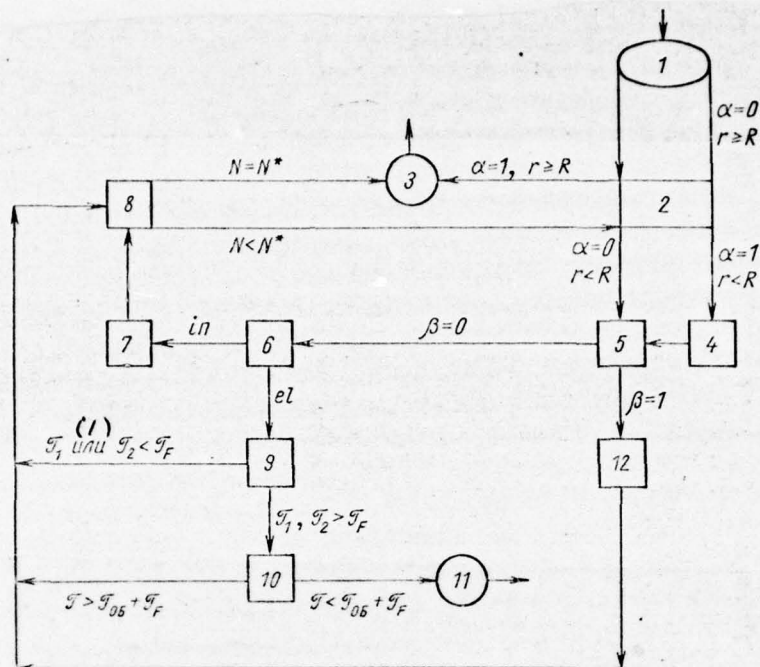 1
α=0
r≥R
N=N*
3
α=1, r≥R
8
2
N<N*
α=0
r<R
α=1
r<R
7
in
6
β=0
5
4
el
β=1
(1)
𝒯₁ или 𝒯₂ < 𝒯_F
9
12
𝒯₁, 𝒯₂ > 𝒯_F
10
11
𝒯 > 𝒯_ОБ + 𝒯_F
𝒯 < 𝒯_ОБ + 𝒯_F